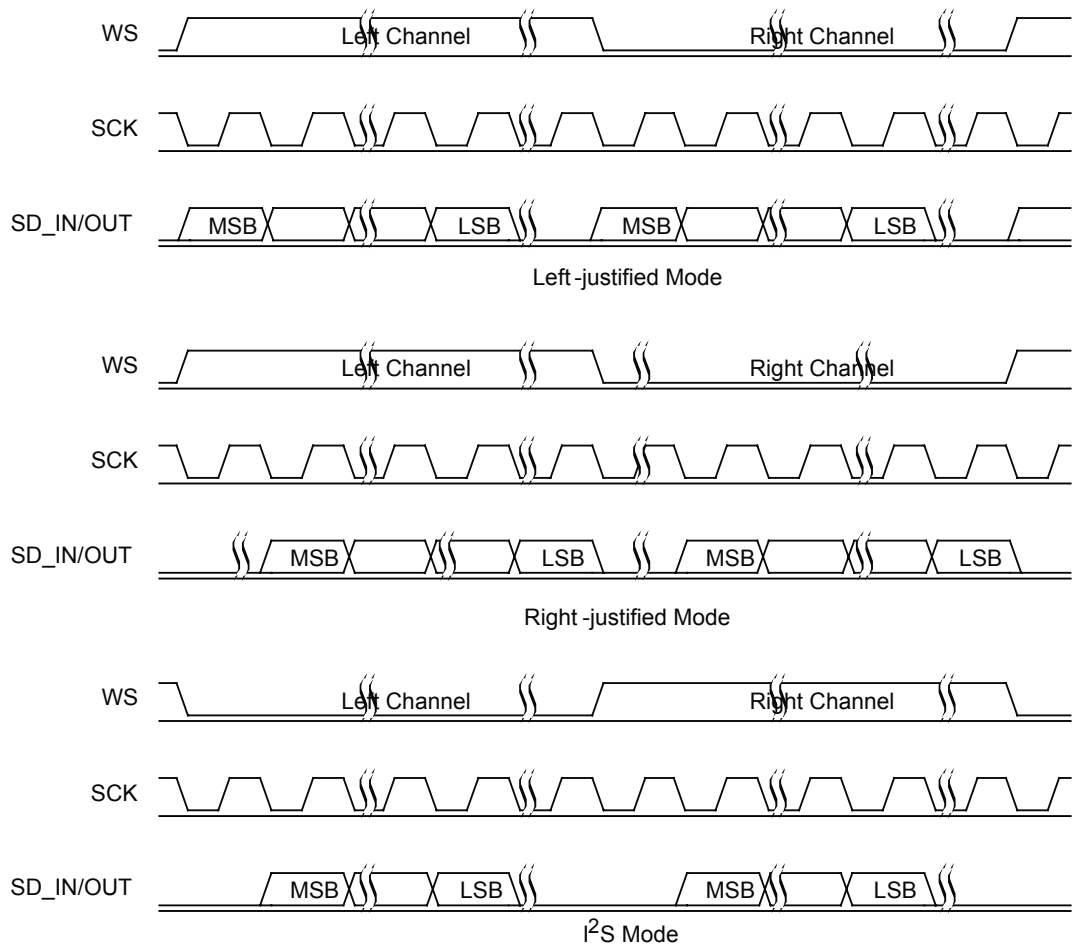 WS Left Channel Right Channel
SCK
SD_IN/OUT MSB LSB MSB LSB
Left-justified Mode
WS Left Channel Right Channel
SCK
SD_IN/OUT MSB LSB MSB LSB
Right-justified Mode
WS Left Channel Right Channel
SCK
SD_IN/OUT MSB LSB MSB LSB
I²S Mode